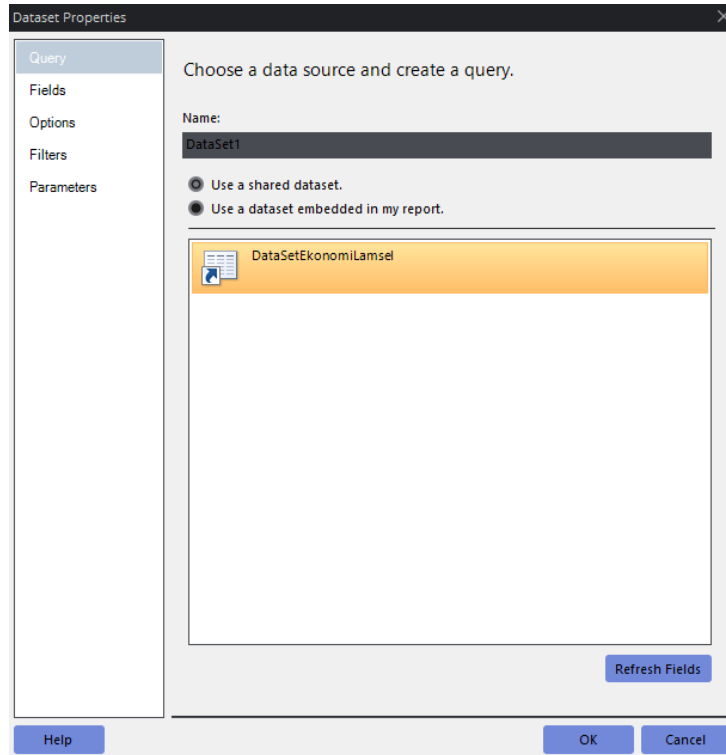 Dataset Properties
Query
Fields
Options
Filters
Parameters
Choose a data source and create a query.
Name:
DataSet1
Use a shared dataset.
Use a dataset embedded in my report.
DataSetEkonomiLamsel
Refresh Fields
Help
OK
Cancel